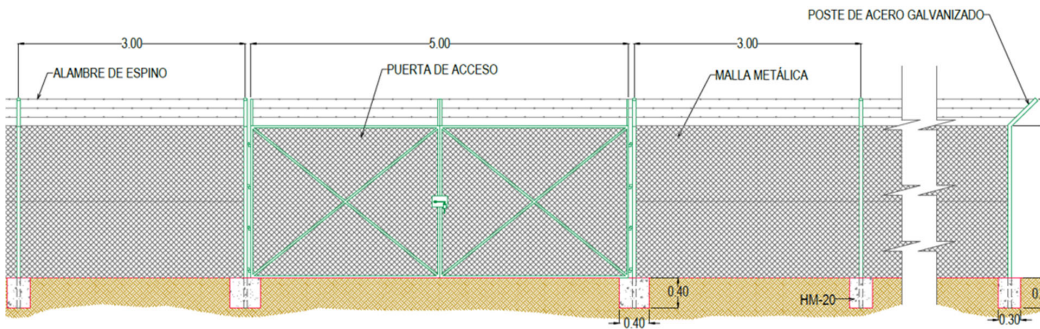 POSTE DE ACERO GALVANIZADO
3.00
5.00
3.00
ALAMBRE DE ESPINO
PUERTA DE ACCESO
MALLA METÁLICA
0.40
HM-20
0.40
0.30